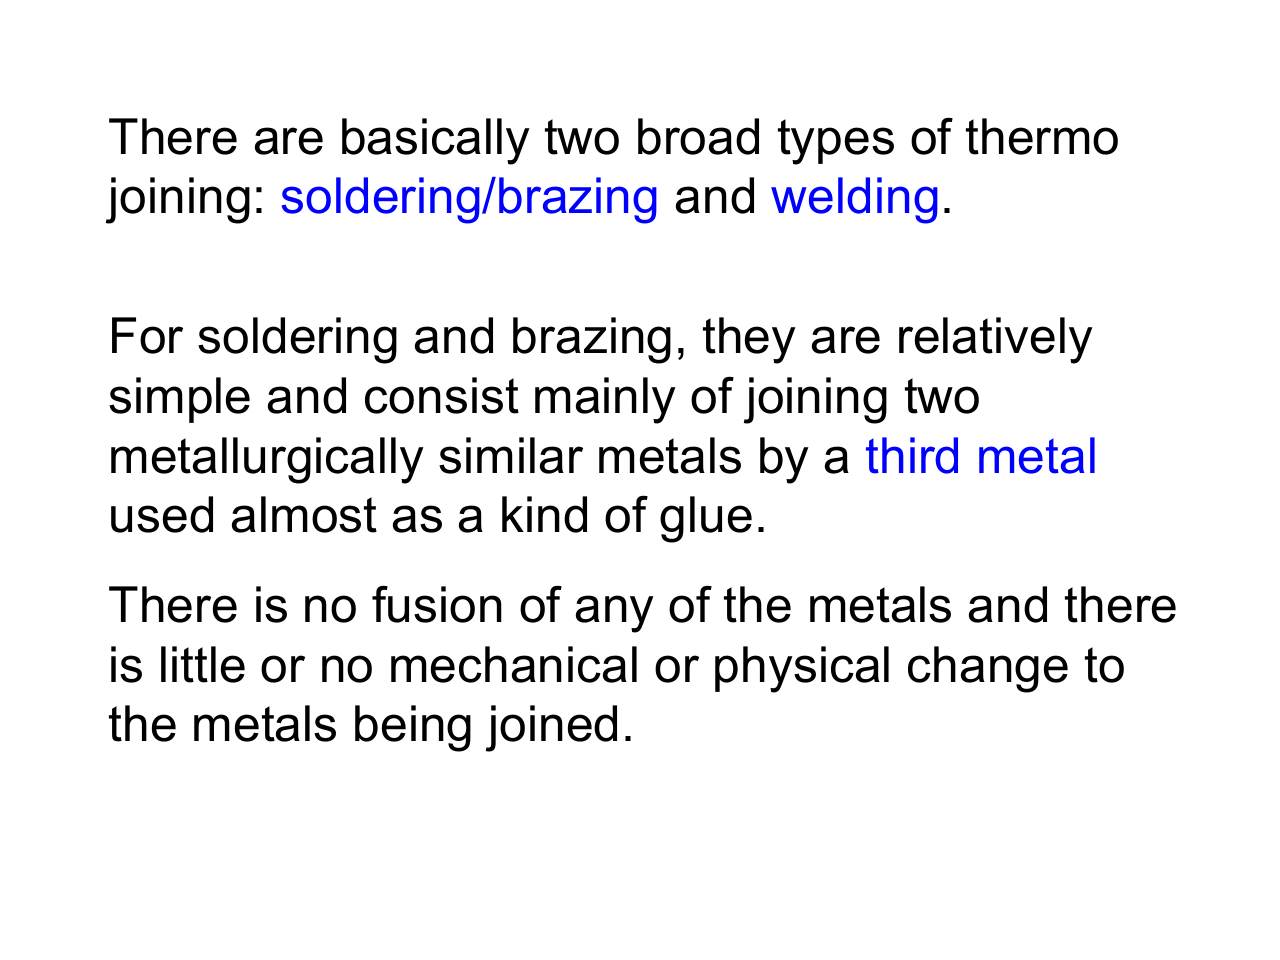 There are basically two broad types of thermo
joining: soldering/brazing and welding.
For soldering and brazing, they are relatively
simple and consist mainly of joining two
metallurgically similar metals by a third metal
used almost as a kind of glue.
There is no fusion of any of the metals and there
is little or no mechanical or physical change to
the metals being joined.